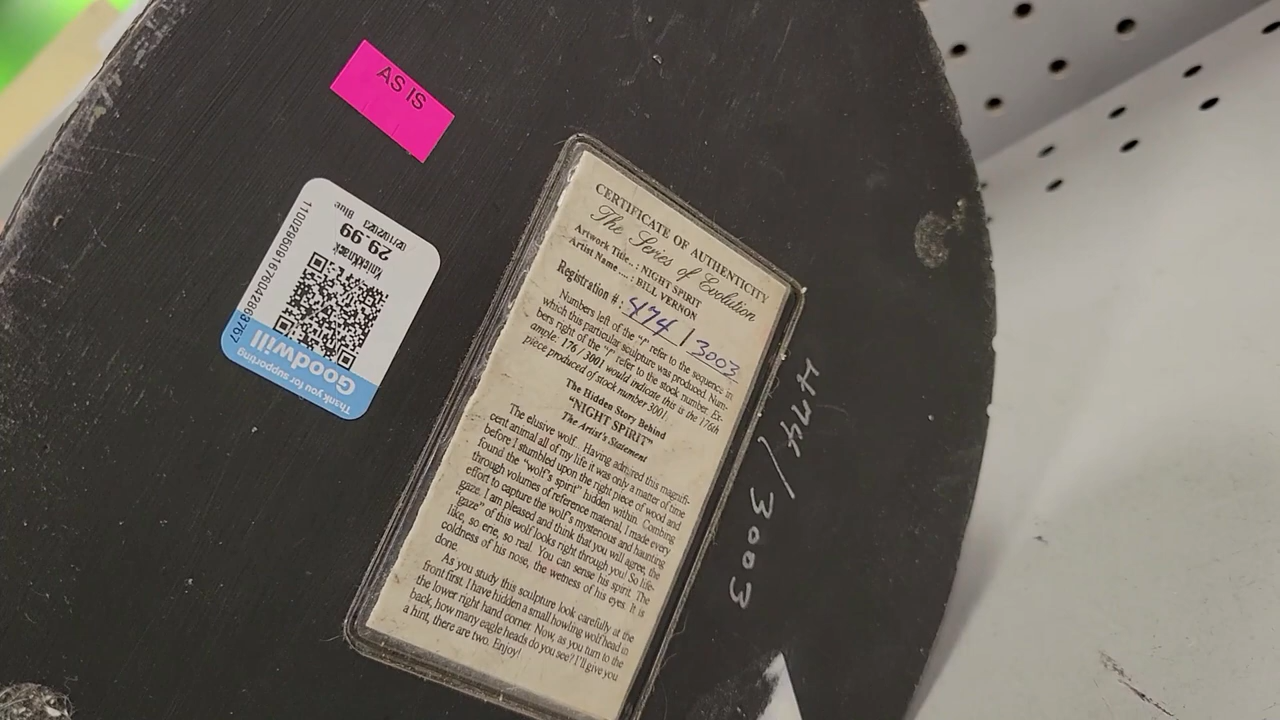 AS IS
1100295091676042863767
02/10/2023 Blue
29.99
Knickknack
Goodwill
Thank you for supporting
CERTIFICATE OF AUTHENTICITY
The Series of Evolution
Artwork Title.. : NIGHT SPIRIT
Artist Name .... : BILL VERNON
Registration # : 474 / 3003
Numbers left of the "/" refer to the sequence in
which this particular sculpture was produced. Num-
bers right of the "/" refer to the stock number. Ex-
ample: 176 / 3001 would indicate this is the 176th
piece produced of stock number 3001.
The Hidden Story Behind
"NIGHT SPIRIT"
The Artist's Statement
The elusive wolf... Having admired this magnifi-
cent animal all of my life it was only a matter of time
before I stumbled upon the right piece of wood and
found the "wolf's spirit" hidden within. Combing
through volumes of reference material, I made every
effort to capture the wolf's mysterious and haunting
gaze. I am pleased and think that you will agree, the
"gaze" of this wolf looks right through you! So life-
like, so erie, so real. You can sense his spirit. The
coldness of his nose, the wetness of his eyes. It is
done.
As you study this sculpture look carefully at the
front first. I have hidden a small howling wolf head in
the lower right hand corner. Now, as you turn to the
back, how many eagle heads do you see? I'll give you
a hint, there are two. Enjoy!
474/3003